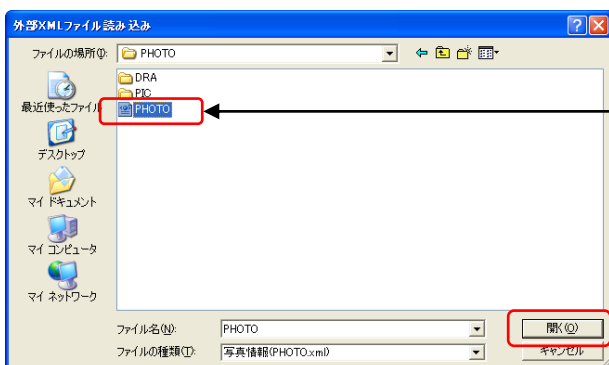 外部XMLファイル読み込み
ファイルの場所(I):
PHOTO
DRA
PIC
PHOTO
最近使ったファイル
デスクトップ
マイ ドキュメント
マイ コンピュータ
マイ ネットワーク
ファイル名(N):
PHOTO
開く(O)
ファイルの種類(T):
写真情報(PHOTO.xml)
キャンセル